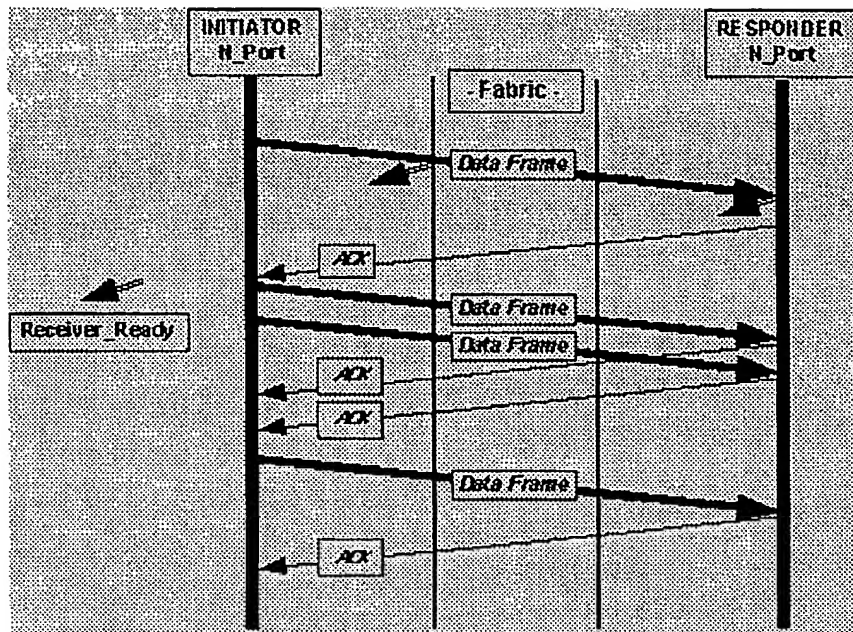 INITIATOR
N_Port
RESPONDER
N_Port
- Fabric -
Data Frame
ACK
Data Frame
Receiver_Ready
Data Frame
ACK
ACK
Data Frame
ACK